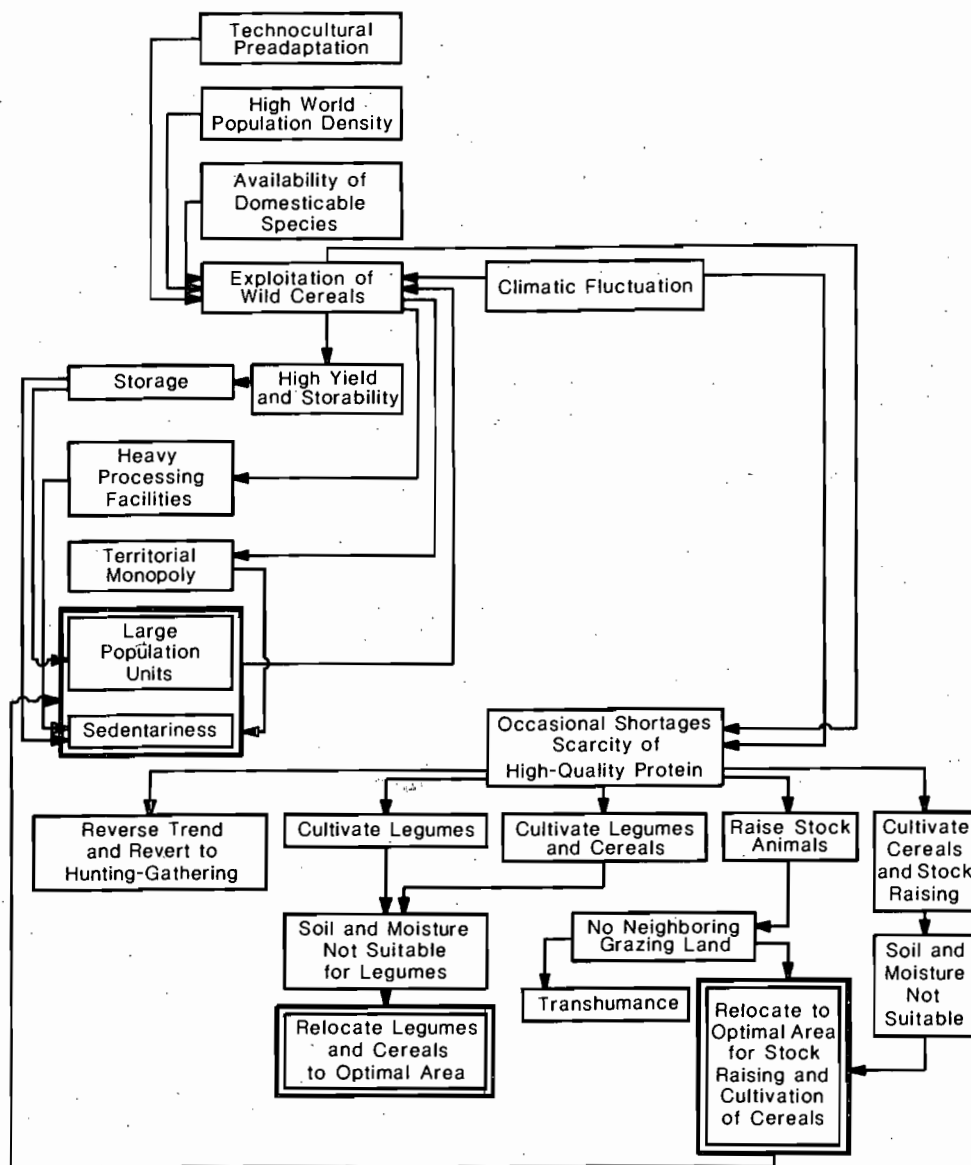 Technocultural
Preadaptation
High World
Population Density
Availability of
Domesticable
Species
Exploitation of
Wild Cereals
Climatic Fluctuation
Storage
High Yield
and Storability
Heavy
Processing
Facilities
Territorial
Monopoly
Large
Population
Units
Sedentariness
Occasional Shortages
Scarcity of
High-Quality Protein
Reverse Trend
and Revert to
Hunting-Gathering
Cultivate Legumes
Cultivate Legumes
and Cereals
Raise Stock
Animals
Cultivate
Cereals
and Stock
Raising
Soil and Moisture
Not Suitable
for Legumes
No Neighboring
Grazing Land
Soil and
Moisture
Not
Suitable
Transhumance
Relocate Legumes
and Cereals
to Optimal Area
Relocate to
Optimal Area
for Stock
Raising and
Cultivation
of Cereals